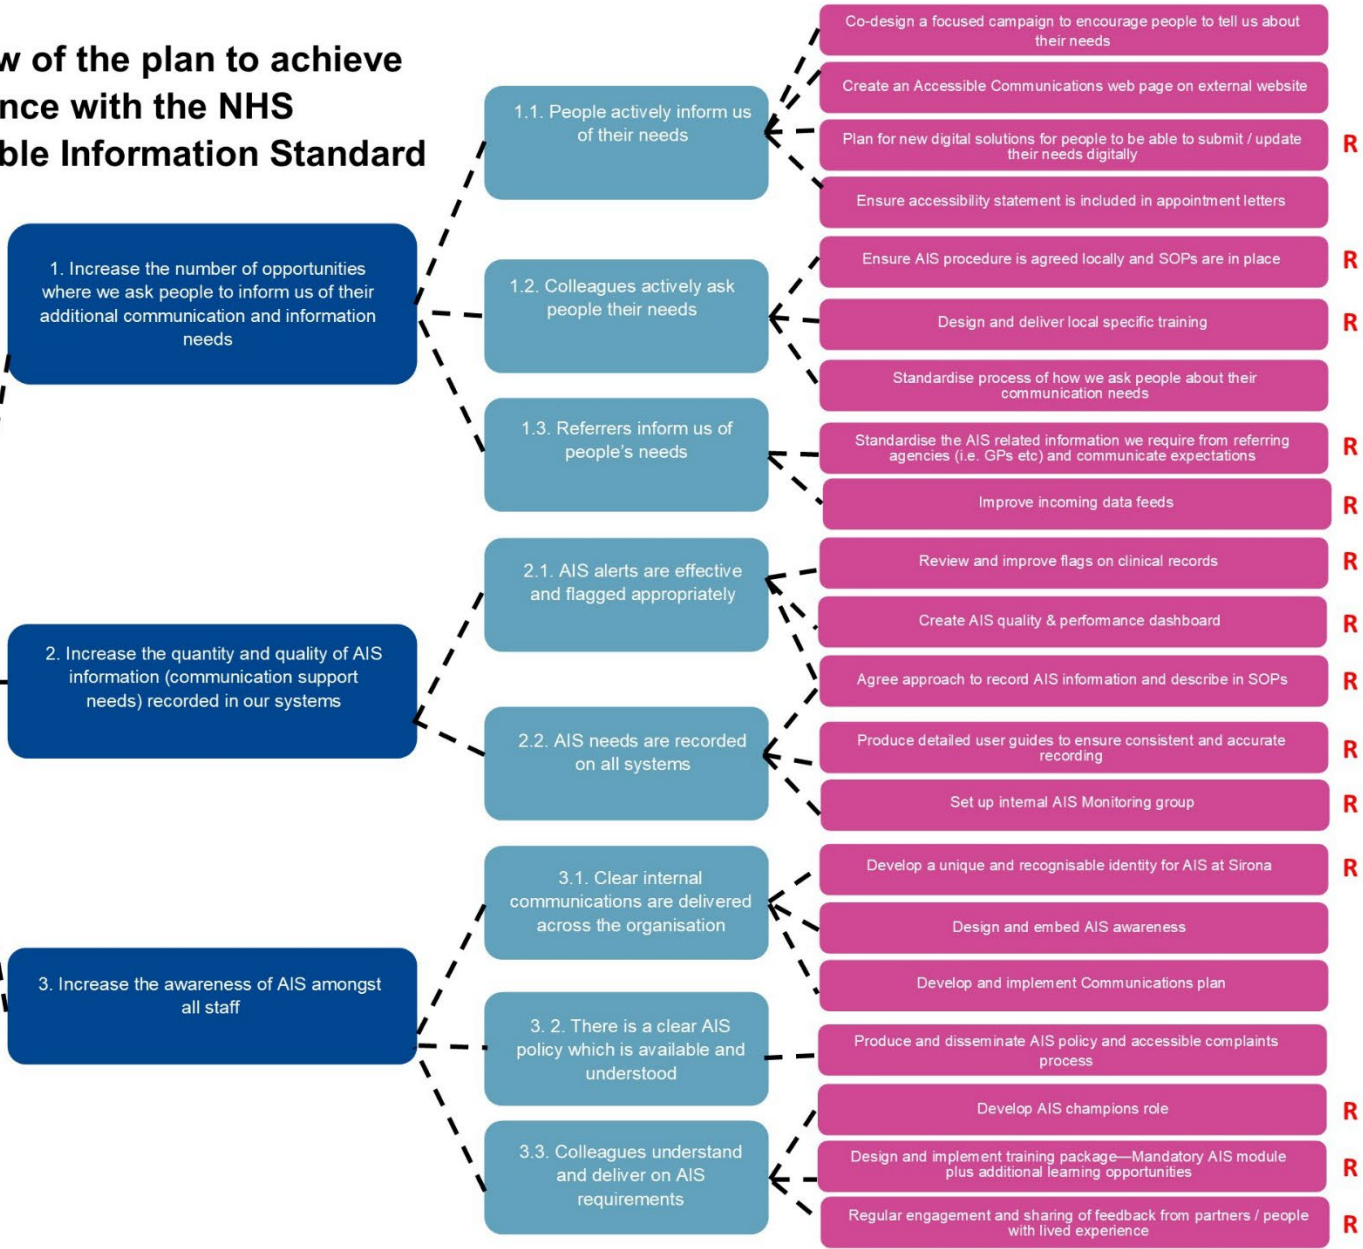 w of the plan to achieve
nce with the NHS
ble Information Standard
1. Increase the number of opportunities
where we ask people to inform us of their
additional communication and information
needs
1.1. People actively inform us
of their needs
Co-design a focused campaign to encourage people to tell us about
their needs
Create an Accessible Communications web page on external website
Plan for new digital solutions for people to be able to submit / update
their needs digitally
R
Ensure accessibility statement is included in appointment letters
1.2. Colleagues actively ask
people their needs
Ensure AIS procedure is agreed locally and SOPs are in place
R
Design and deliver local specific training
R
Standardise process of how we ask people about their
communication needs
1.3. Referrers inform us of
people's needs
Standardise the AIS related information we require from referring
agencies (i.e. GPs etc) and communicate expectations
R
Improve incoming data feeds
R
2. Increase the quantity and quality of AIS
information (communication support
needs) recorded in our systems
2.1. AIS alerts are effective
and flagged appropriately
Review and improve flags on clinical records
R
Create AIS quality & performance dashboard
R
Agree approach to record AIS information and describe in SOPs
R
2.2. AIS needs are recorded
on all systems
Produce detailed user guides to ensure consistent and accurate
recording
R
Set up internal AIS Monitoring group
R
3. Increase the awareness of AIS amongst
all staff
3.1. Clear internal
communications are delivered
across the organisation
Develop a unique and recognisable identity for AIS at Sirona
R
Design and embed AIS awareness
Develop and implement Communications plan
3. 2. There is a clear AIS
policy which is available and
understood
Produce and disseminate AIS policy and accessible complaints
process
3.3. Colleagues understand
and deliver on AIS
requirements
Develop AIS champions role
R
Design and implement training package—Mandatory AIS module
plus additional learning opportunities
R
Regular engagement and sharing of feedback from partners / people
with lived experience
R